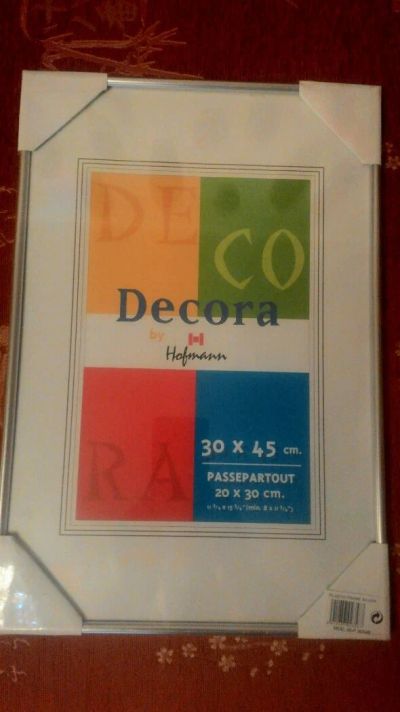 DE
CO
Decora
by
Hofmann
RA
30 x 45 cm.
PASSEPARTOUT
20 x 30 cm.